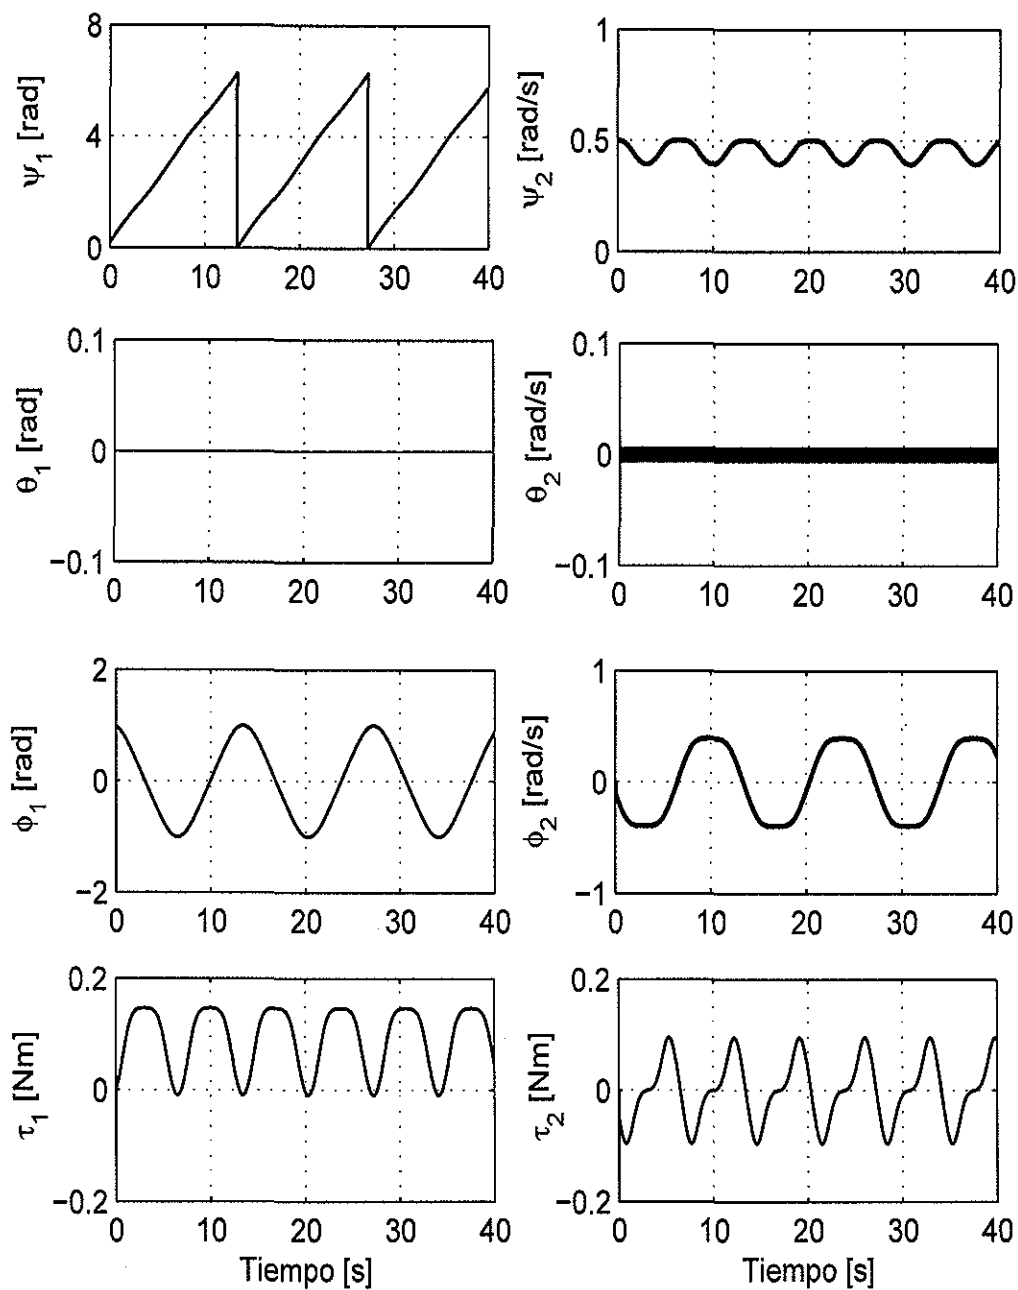 8
4
0
ψ₁ [rad]
0 10 20 30 40
1
0.5
0
ψ₂ [rad/s]
0 10 20 30 40
0.1
0
−0.1
θ₁ [rad]
0 10 20 30 40
0.1
0
−0.1
θ₂ [rad/s]
0 10 20 30 40
2
0
−2
ϕ₁ [rad]
0 10 20 30 40
1
0
−1
ϕ₂ [rad/s]
0 10 20 30 40
0.2
0
−0.2
τ₁ [Nm]
0 10 20 30 40
Tiempo [s]
0.2
0
−0.2
τ₂ [Nm]
0 10 20 30 40
Tiempo [s]